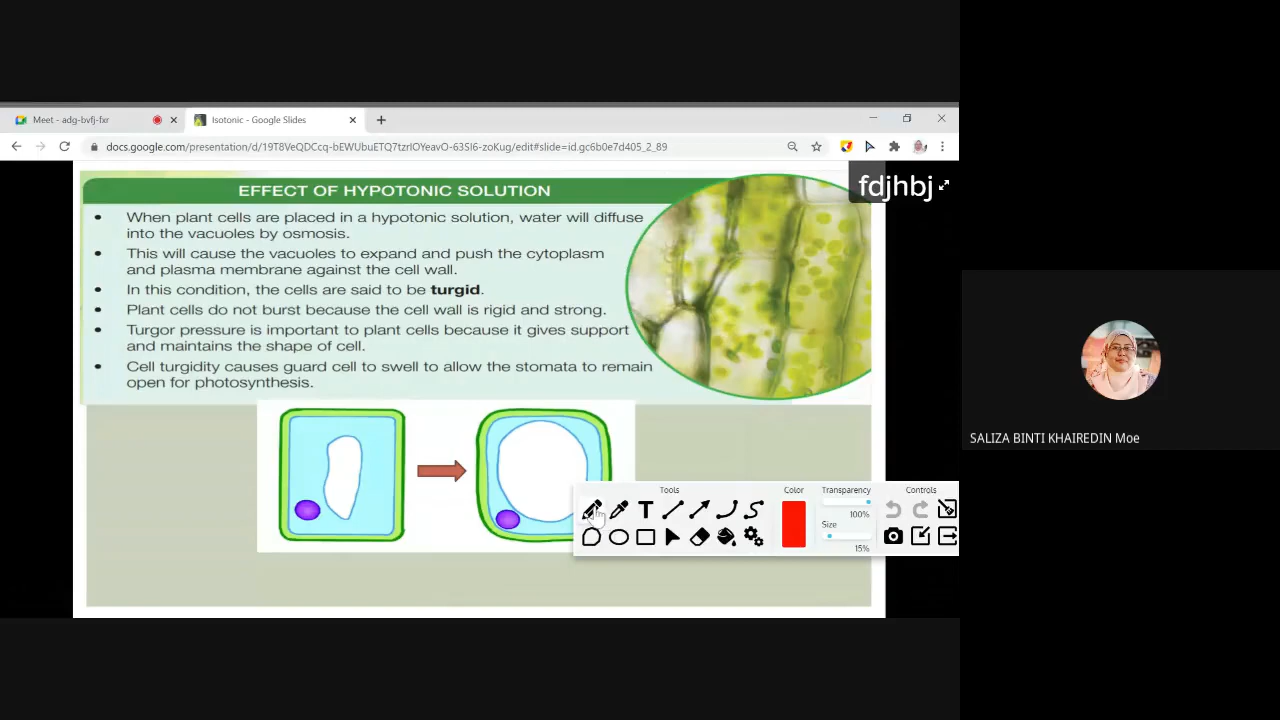 Meet - adg-bvfj-fxr
Isotonic - Google Slides
docs.google.com/presentation/d/19T8VeQDCcq-bEWUbuETQ7tzrIOYeavO-63SI6-zoKug/edit#slide=id.gc6b0e7d405_2_89
fdjhbj
EFFECT OF HYPOTONIC SOLUTION
• When plant cells are placed in a hypotonic solution, water will diffuse
into the vacuoles by osmosis.
• This will cause the vacuoles to expand and push the cytoplasm
and plasma membrane against the cell wall.
• In this condition, the cells are said to be turgid.
• Plant cells do not burst because the cell wall is rigid and strong.
• Turgor pressure is important to plant cells because it gives support
and maintains the shape of cell.
• Cell turgidity causes guard cell to swell to allow the stomata to remain
open for photosynthesis.
SALIZA BINTI KHAIREDIN Moe
Tools
Color
Transparency
Controls
100%
Size
15%
T